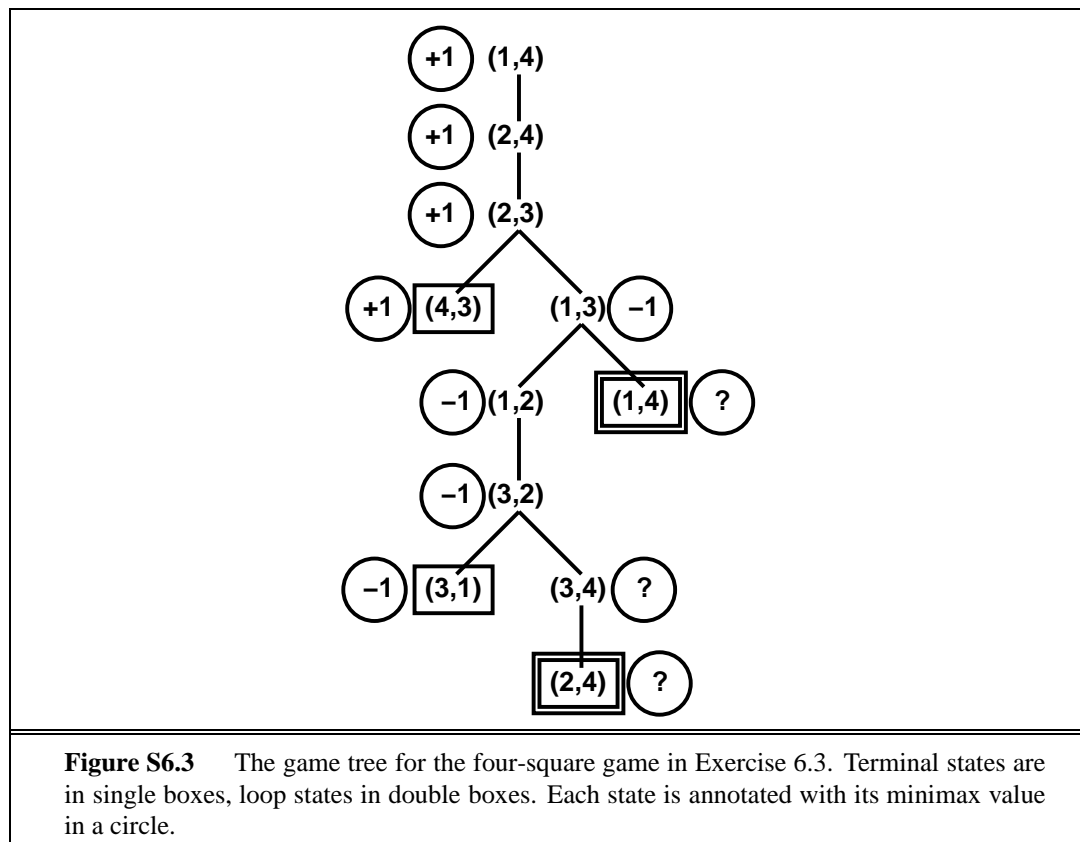 +1 (1,4)
+1 (2,4)
+1 (2,3)
+1 (4,3) (1,3) –1
–1 (1,2) (1,4) ?
–1 (3,2)
–1 (3,1) (3,4) ?
(2,4) ?
Figure S6.3 The game tree for the four-square game in Exercise 6.3. Terminal states are
in single boxes, loop states in double boxes. Each state is annotated with its minimax value
in a circle.